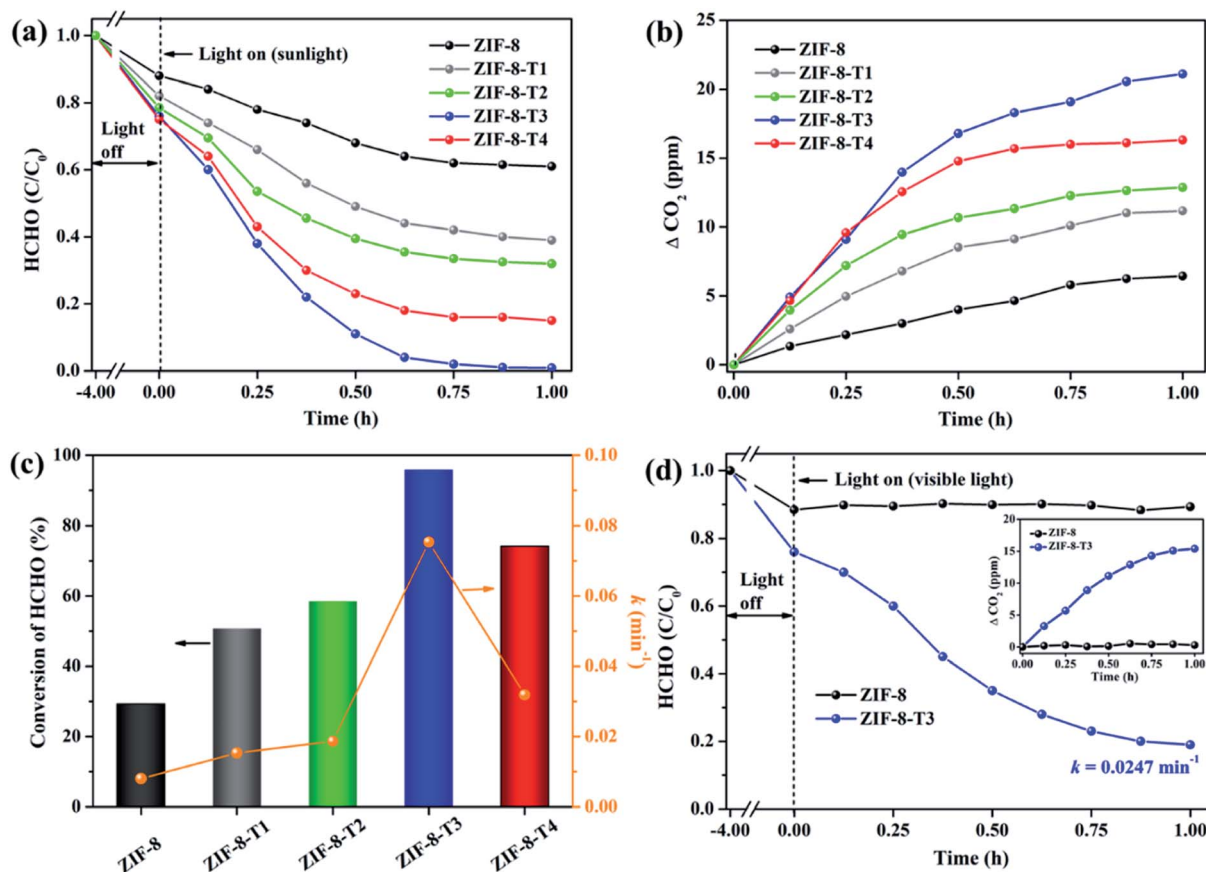 (a)
1.0
0.8
0.6
0.4
0.2
0.0
HCHO (C/C₀)
Light on (sunlight)
Light
off
ZIF-8
ZIF-8-T1
ZIF-8-T2
ZIF-8-T3
ZIF-8-T4
-4.00 0.00 0.25 0.50 0.75 1.00
Time (h)
(b)
25
20
15
10
5
0
Δ CO₂ (ppm)
ZIF-8
ZIF-8-T1
ZIF-8-T2
ZIF-8-T3
ZIF-8-T4
0.00 0.25 0.50 0.75 1.00
Time (h)
(c)
100
80
60
40
20
0
Conversion of HCHO (%)
0.10
0.08
0.06
0.04
0.02
0.00
k (min⁻¹)
ZIF-8 ZIF-8-T1 ZIF-8-T2 ZIF-8-T3 ZIF-8-T4
(d)
1.0
0.8
0.6
0.4
0.2
0.0
HCHO (C/C₀)
Light on (visible light)
Light
off
ZIF-8
ZIF-8-T3
20
15
10
5
0
Δ CO₂ (ppm)
ZIF-8
ZIF-8-T3
0.00 0.25 0.50 0.75 1.00
Time (h)
k = 0.0247 min⁻¹
-4.00 0.00 0.25 0.50 0.75 1.00
Time (h)